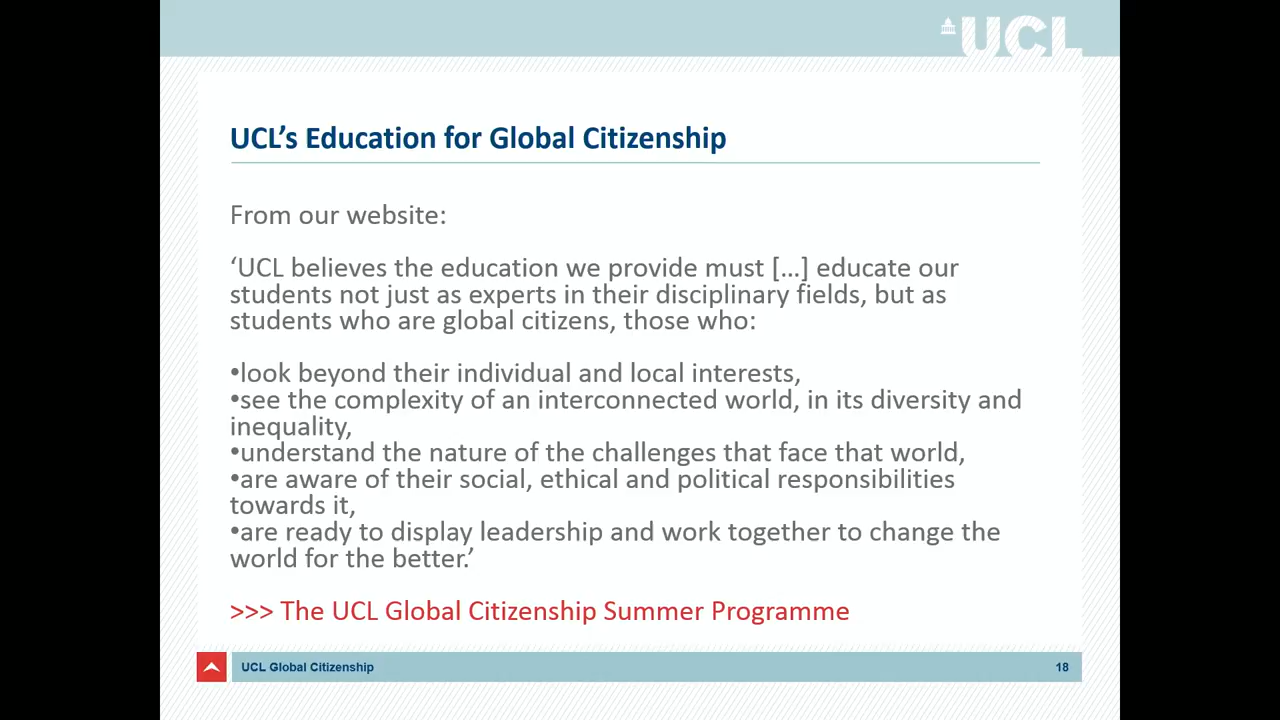 UCL
UCL’s Education for Global Citizenship
From our website:
‘UCL believes the education we provide must […] educate our
students not just as experts in their disciplinary fields, but as
students who are global citizens, those who:
•look beyond their individual and local interests,
•see the complexity of an interconnected world, in its diversity and
inequality,
•understand the nature of the challenges that face that world,
•are aware of their social, ethical and political responsibilities
towards it,
•are ready to display leadership and work together to change the
world for the better.’
>>> The UCL Global Citizenship Summer Programme
UCL Global Citizenship 18